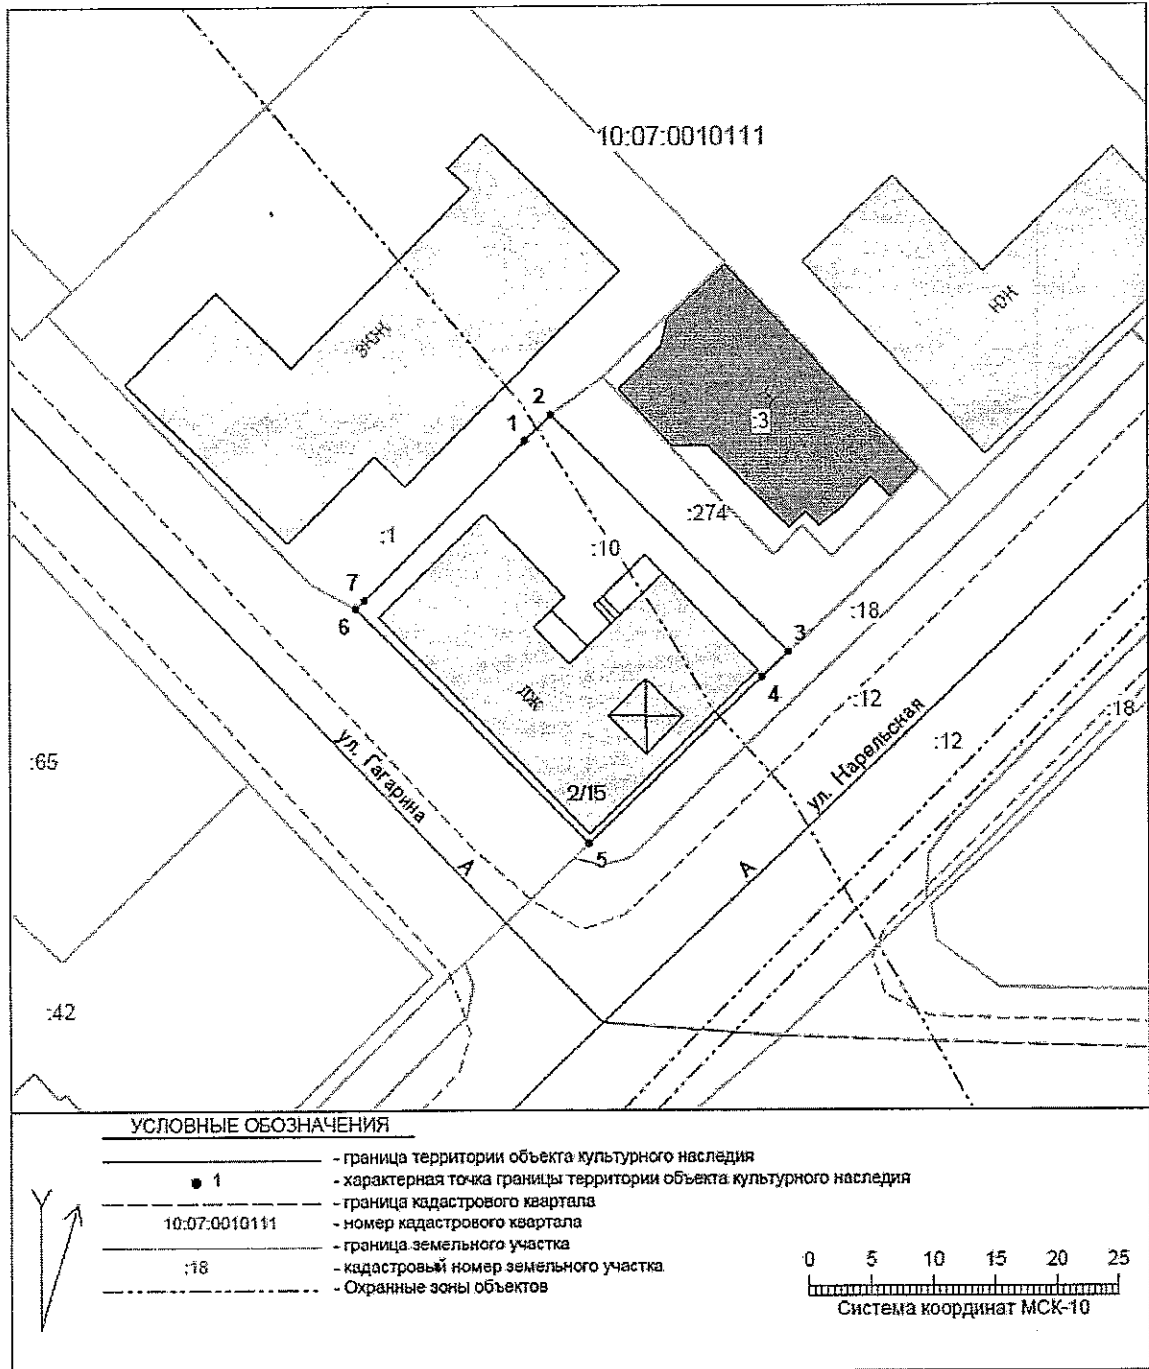 10:07:0010111
ЗЮЖ
ЮЖ
2
1
:3
:274
:1
:10
7
6
:18
3
4
:12
:18
:12
ДЖ
:65
ул. Гагарина
ул. Нарельская
2/15
5
А
А
:42
УСЛОВНЫЕ ОБОЗНАЧЕНИЯ
- граница территории объекта культурного наследия
1 - характерная точка границы территории объекта культурного наследия
- граница кадастрового квартала
10:07:0010111 - номер кадастрового квартала
- граница земельного участка
:18 - кадастровый номер земельного участка
- Охранные зоны объектов
0 5 10 15 20 25
Система координат МСК-10